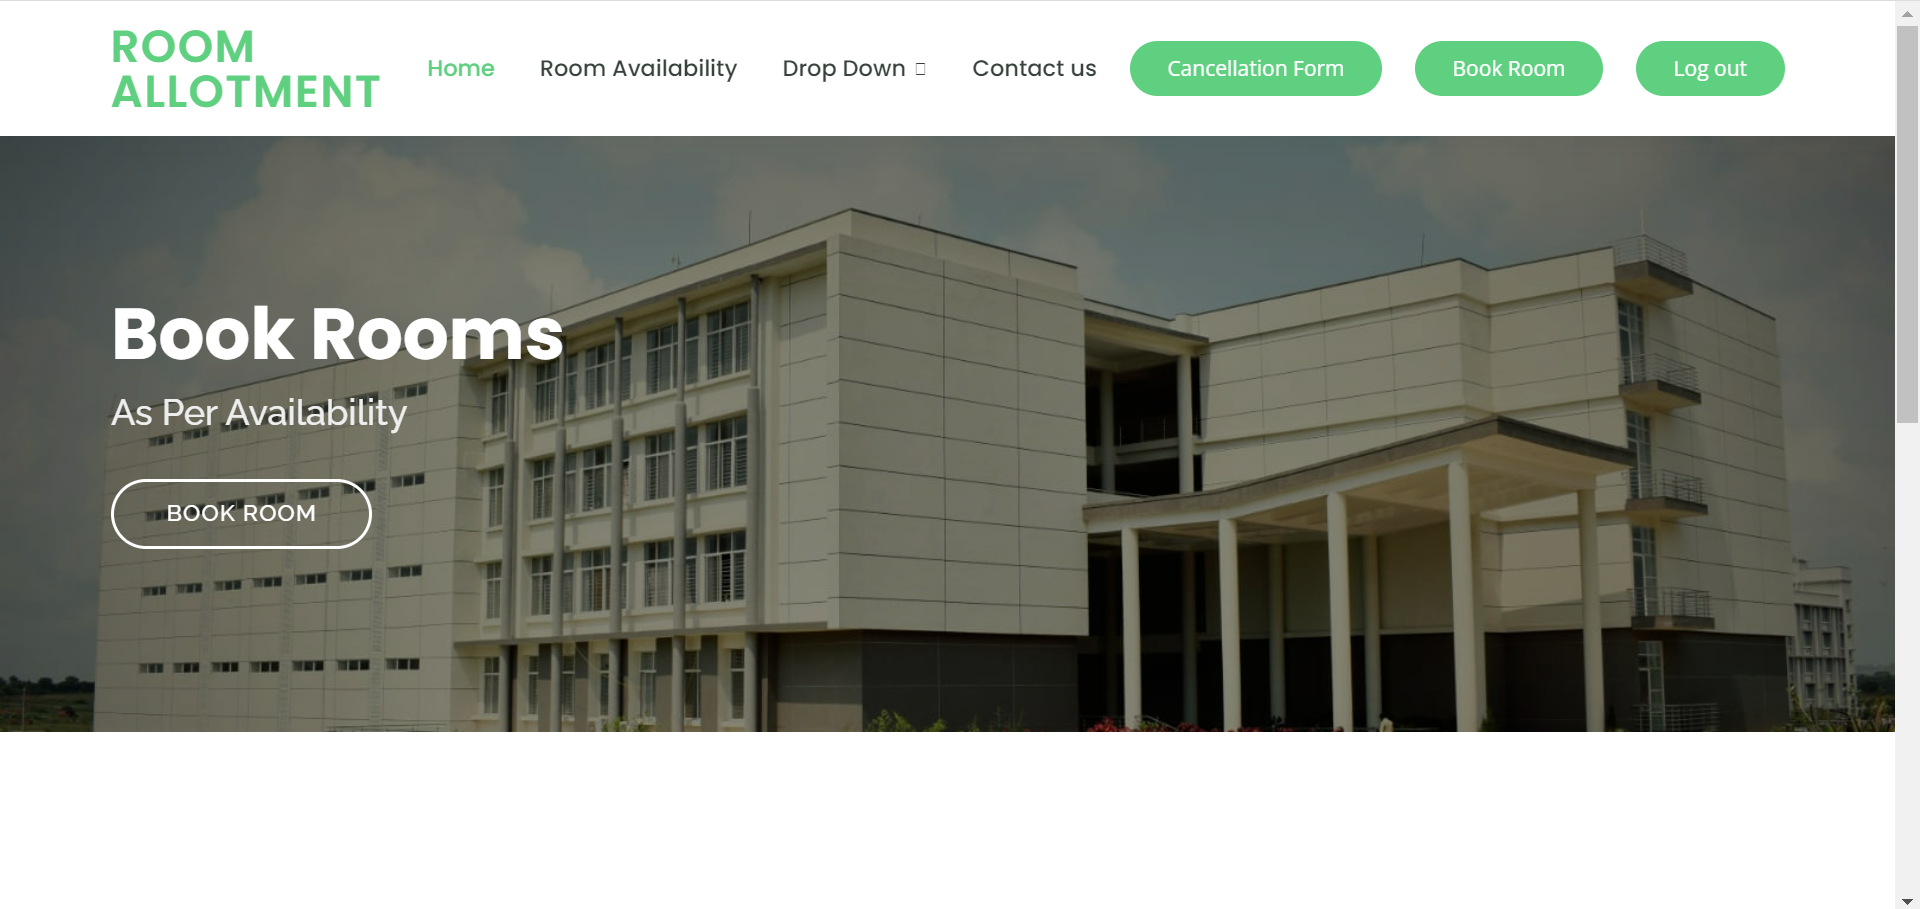 ROOM
ALLOTMENT
Home
Room Availability
Drop Down
Contact us
Cancellation Form
Book Room
Log out
Book Rooms
As Per Availability
BOOK ROOM